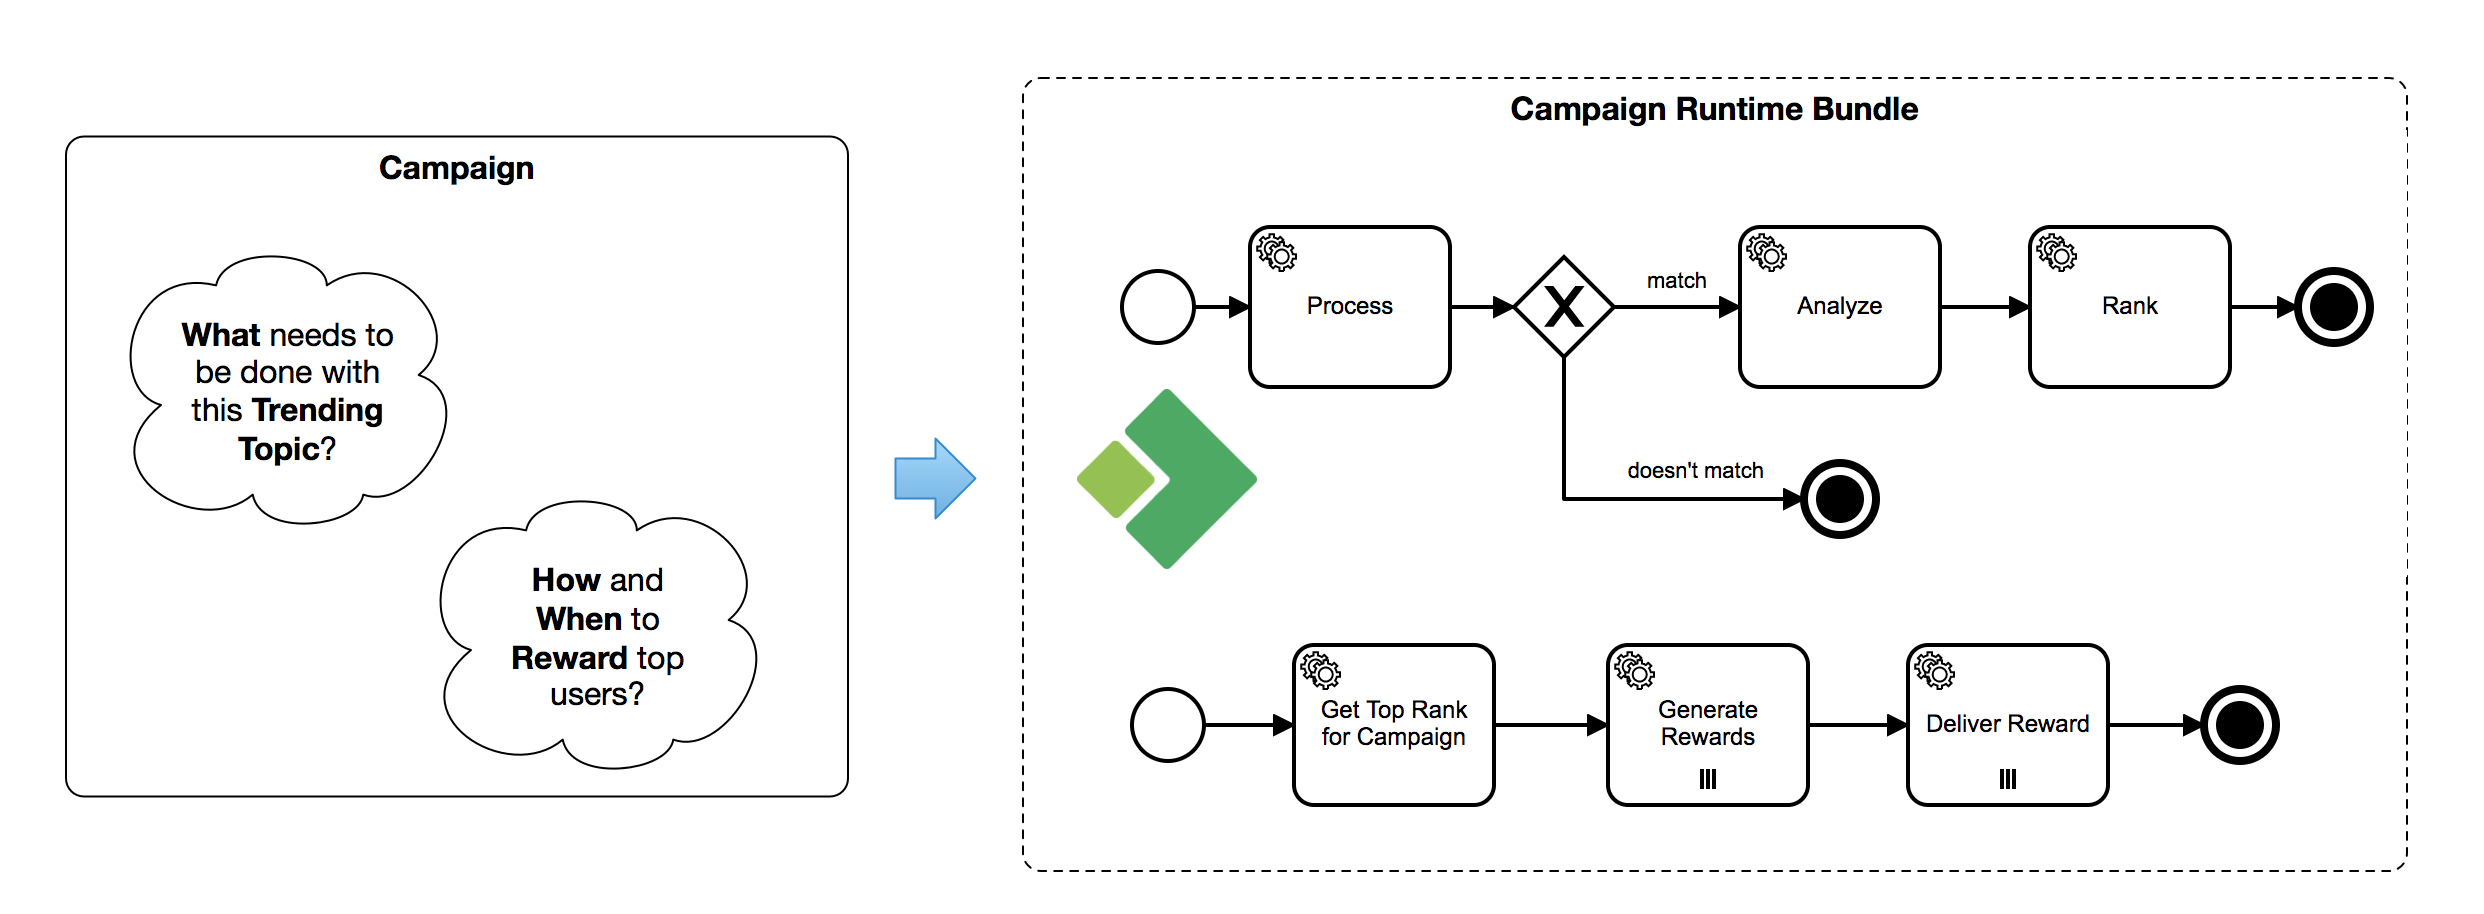 Campaign
What needs to
be done with
this Trending
Topic?
How and
When to
Reward top
users?
Campaign Runtime Bundle
Process
X
match
Analyze
Rank
doesn't match
Get Top Rank
for Campaign
Generate
Rewards
Deliver Reward